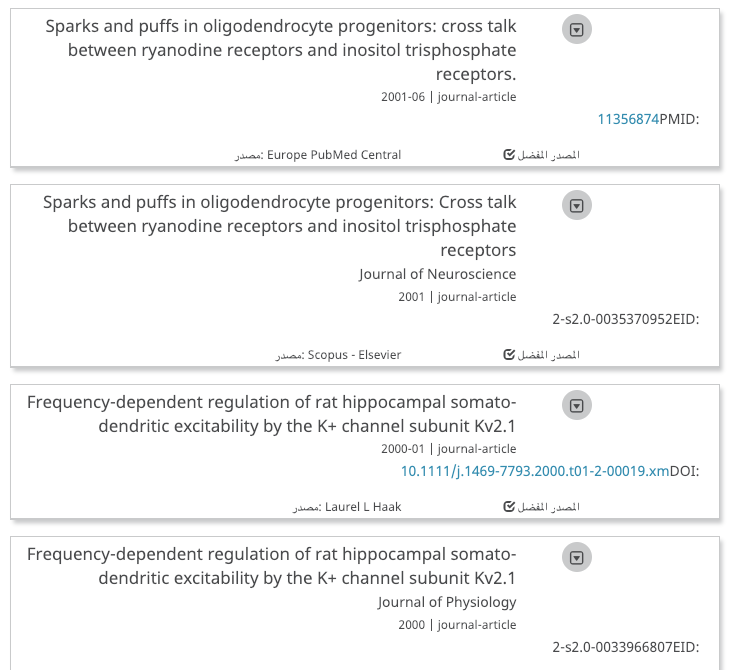 Sparks and puffs in oligodendrocyte progenitors: cross talk
between ryanodine receptors and inositol trisphosphate
receptors.
2001-06 | journal-article
11356874PMID:
مصدر: Europe PubMed Central
المصدر المفضل
Sparks and puffs in oligodendrocyte progenitors: Cross talk
between ryanodine receptors and inositol trisphosphate
receptors
Journal of Neuroscience
2001 | journal-article
2-s2.0-0035370952EID:
مصدر: Scopus - Elsevier
المصدر المفضل
Frequency-dependent regulation of rat hippocampal somato-
dendritic excitability by the K+ channel subunit Kv2.1
2000-01 | journal-article
10.1111/j.1469-7793.2000.t01-2-00019.xmDOI:
مصدر: Laurel L Haak
المصدر المفضل
Frequency-dependent regulation of rat hippocampal somato-
dendritic excitability by the K+ channel subunit Kv2.1
Journal of Physiology
2000 | journal-article
2-s2.0-0033966807EID: